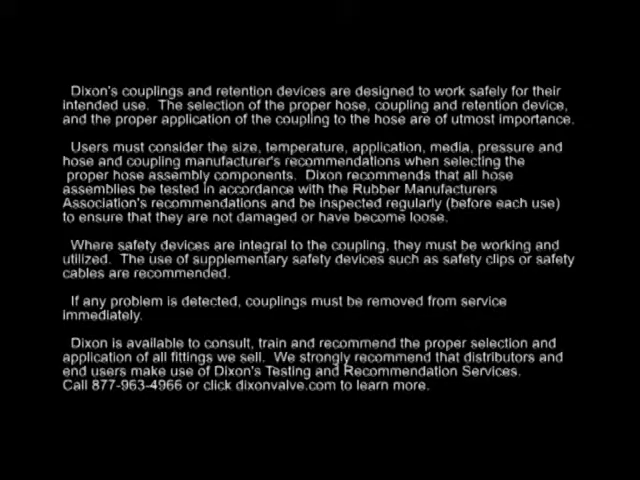 Dixon's couplings and retention devices are designed to work safely for their
intended use. The selection of the proper hose, coupling and retention device,
and the proper application of the coupling to the hose are of utmost importance.
Users must consider the size, temperature, application, media, pressure and
hose and coupling manufacturer's recommendations when selecting the
proper hose assembly components. Dixon recommends that all hose
assemblies be tested in accordance with the Rubber Manufacturers
Association's recommendations and be inspected regularly (before each use)
to ensure that they are not damaged or have become loose.
Where safety devices are integral to the coupling, they must be working and
utilized. The use of supplementary safety devices such as safety clips or safety
cables are recommended.
If any problem is detected, couplings must be removed from service
immediately.
Dixon is available to consult, train and recommend the proper selection and
application of all fittings we sell. We strongly recommend that distributors and
end users make use of Dixon's Testing and Recommendation Services.
Call 877-963-4966 or click dixonvalve.com to learn more.